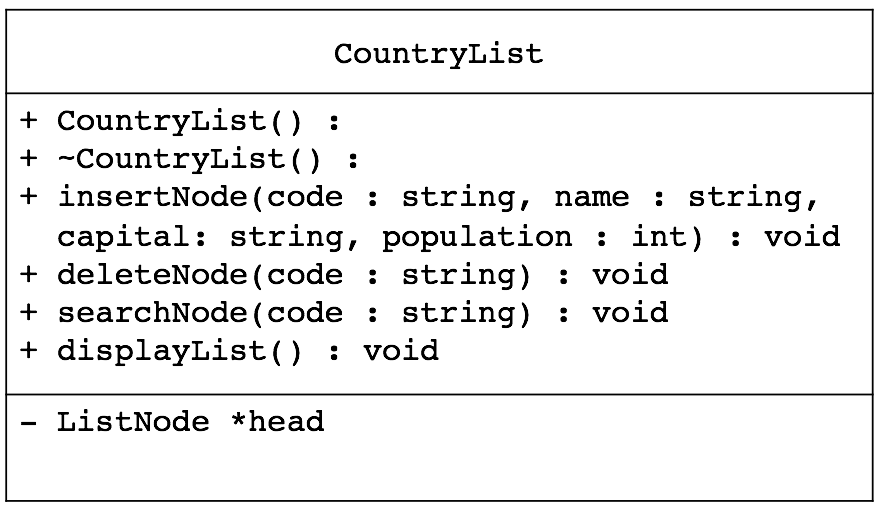 CountryList
+ CountryList() :
+ ~CountryList() :
+ insertNode(code : string, name : string,
capital: string, population : int) : void
+ deleteNode(code : string) : void
+ searchNode(code : string) : void
+ displayList() : void
- ListNode *head